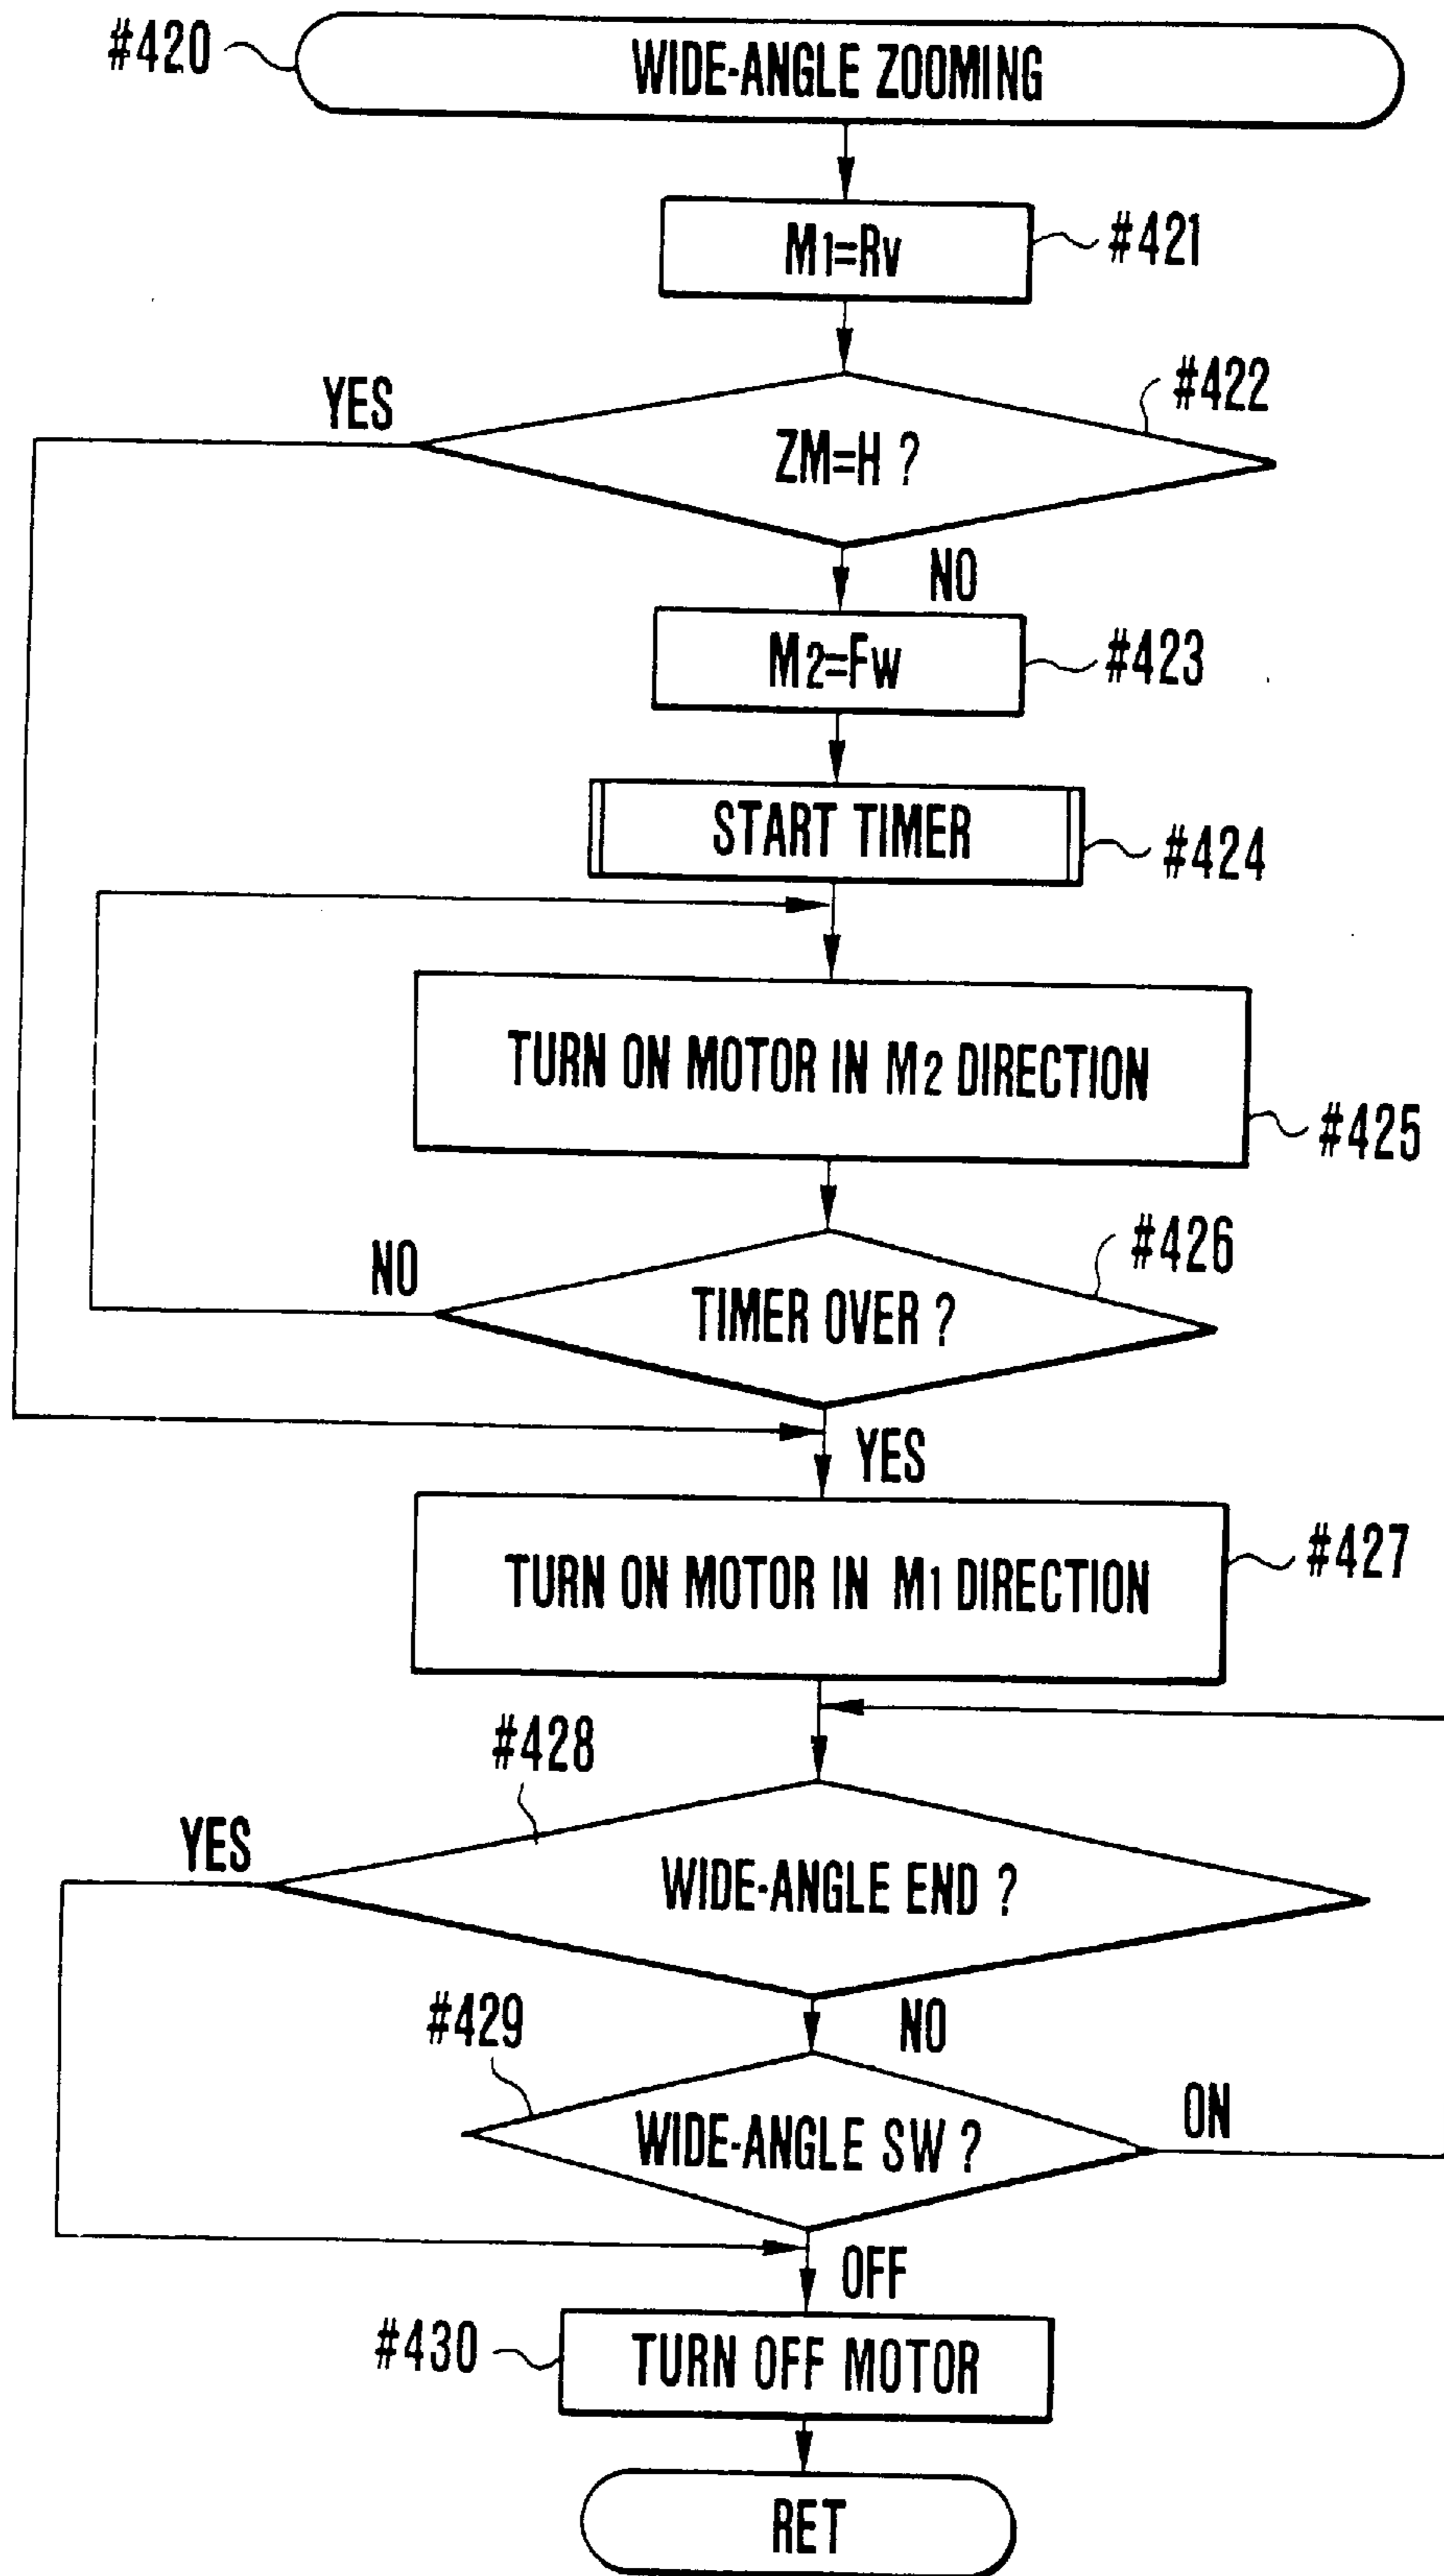 #420
WIDE-ANGLE ZOOMING
M1=Rv
#421
YES
#422
ZM=H ?
NO
M2=Fw
#423
START TIMER
#424
TURN ON MOTOR IN M2 DIRECTION
#425
NO
#426
TIMER OVER ?
YES
TURN ON MOTOR IN M1 DIRECTION
#427
#428
YES
WIDE-ANGLE END ?
NO
#429
WIDE-ANGLE SW ?
ON
OFF
#430
TURN OFF MOTOR
RET